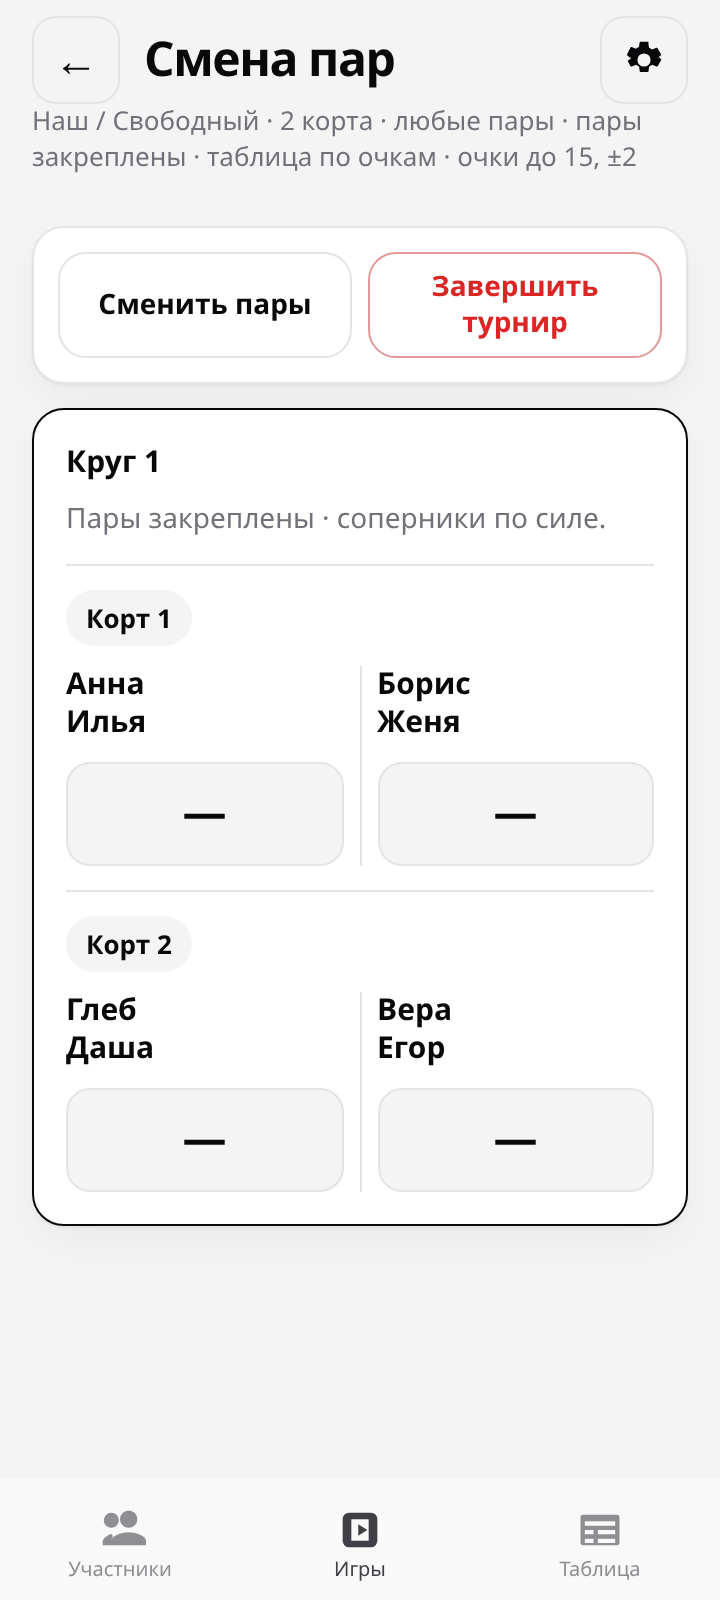 ← Смена пар
Наш / Свободный · 2 корта · любые пары · пары
закреплены · таблица по очкам · очки до 15, ±2
Сменить пары
Завершить
турнир
Круг 1
Пары закреплены · соперники по силе.
Корт 1
Анна
Илья
Борис
Женя
—
—
Корт 2
Глеб
Даша
Вера
Егор
—
—
Участники
Игры
Таблица